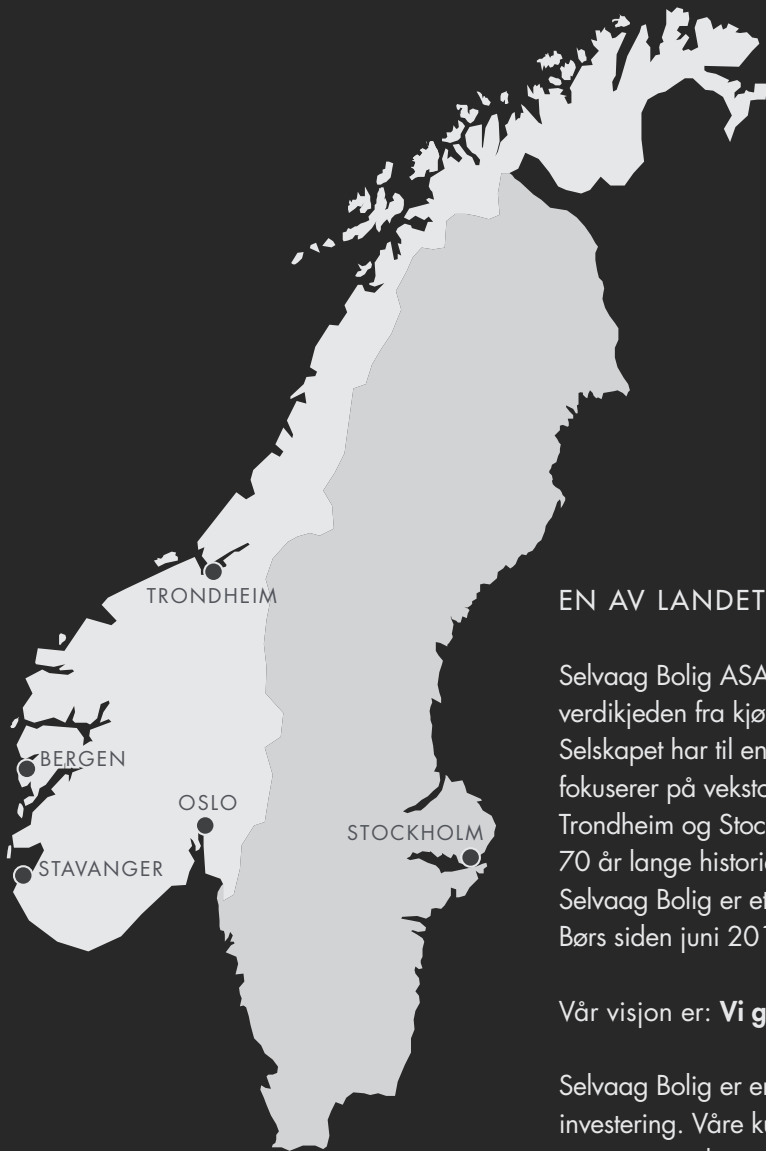 TRONDHEIM
BERGEN
OSLO
STOCKHOLM
STAVANGER
EN AV LANDET
Selvaag Bolig ASA
verdikjeden fra kjø
Selskapet har til en
fokuserer på veksto
Trondheim og Stoc
70 år lange historie
Selvaag Bolig er et
Børs siden juni 201
Vår visjon er: Vi g
Selvaag Bolig er en
investering. Våre ku